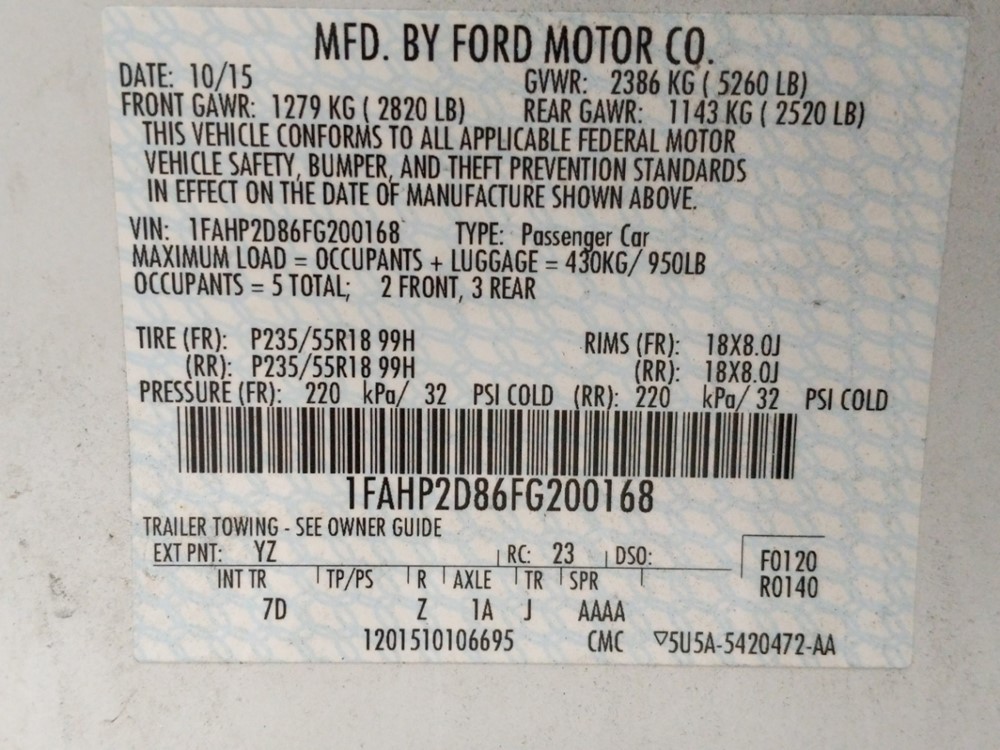 MFD. BY FORD MOTOR CO.
DATE: 10/15 GVWR: 2386 KG ( 5260 LB)
FRONT GAWR: 1279 KG ( 2820 LB) REAR GAWR: 1143 KG ( 2520 LB)
THIS VEHICLE CONFORMS TO ALL APPLICABLE FEDERAL MOTOR
VEHICLE SAFETY, BUMPER, AND THEFT PREVENTION STANDARDS
IN EFFECT ON THE DATE OF MANUFACTURE SHOWN ABOVE.
VIN: 1FAHP2D86FG200168 TYPE: Passenger Car
MAXIMUM LOAD = OCCUPANTS + LUGGAGE = 430KG/ 950LB
OCCUPANTS = 5 TOTAL; 2 FRONT, 3 REAR
TIRE (FR): P235/55R18 99H RIMS (FR): 18X8.0J
(RR): P235/55R18 99H (RR): 18X8.0J
PRESSURE (FR): 220 kPa/ 32 PSI COLD (RR): 220 kPa/ 32 PSI COLD
1FAHP2D86FG200168
TRAILER TOWING - SEE OWNER GUIDE
EXT PNT: YZ RC: 23 DSO: F0120
R0140
INT TR TP/PS R AXLE TR SPR
7D Z 1A J AAAA
1201510106695 CMC ▽5U5A-5420472-AA